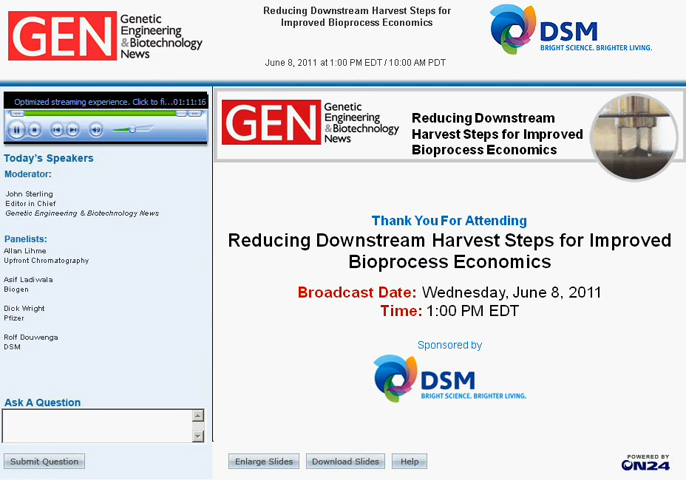 GEN Genetic
Engineering
&Biotechnology
News
Reducing Downstream Harvest Steps for
Improved Bioprocess Economics
June 8, 2011 at 1:00 PM EDT / 10:00 AM PDT
DSM
BRIGHT SCIENCE. BRIGHTER LIVING.
Optimized streaming experience. Click to fi...01:11:16
Today's Speakers
Moderator:
John Sterling
Editor in Chief
Genetic Engineering & Biotechnology News
Panelists:
Allan Lihme
Upfront Chromatography
Asif Ladiwala
Biogen
Dick Wright
Pfizer
Rolf Douwenga
DSM
Ask A Question
Submit Question
GEN Genetic
Engineering
&Biotechnology
News
Reducing Downstream
Harvest Steps for Improved
Bioprocess Economics
Thank You For Attending
Reducing Downstream Harvest Steps for Improved
Bioprocess Economics
Broadcast Date: Wednesday, June 8, 2011
Time: 1:00 PM EDT
Sponsored by
DSM
BRIGHT SCIENCE. BRIGHTER LIVING.
Enlarge Slides
Download Slides
Help
POWERED BY
ON24